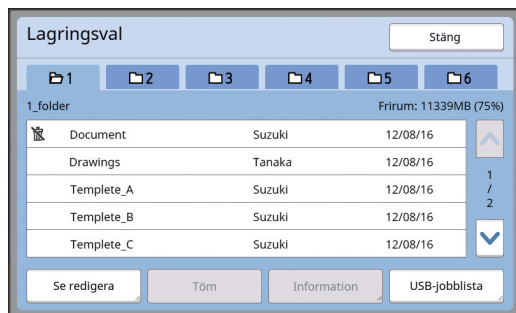 Lagringsval Stäng
1 2 3 4 5 6
1_folder Frirum: 11339MB (75%)
Document Suzuki 12/08/16
Drawings Tanaka 12/08/16
Templete_A Suzuki 12/08/16
Templete_B Suzuki 12/08/16
Templete_C Suzuki 12/08/16
1
/
2
Se redigera Töm Information USB-jobblista